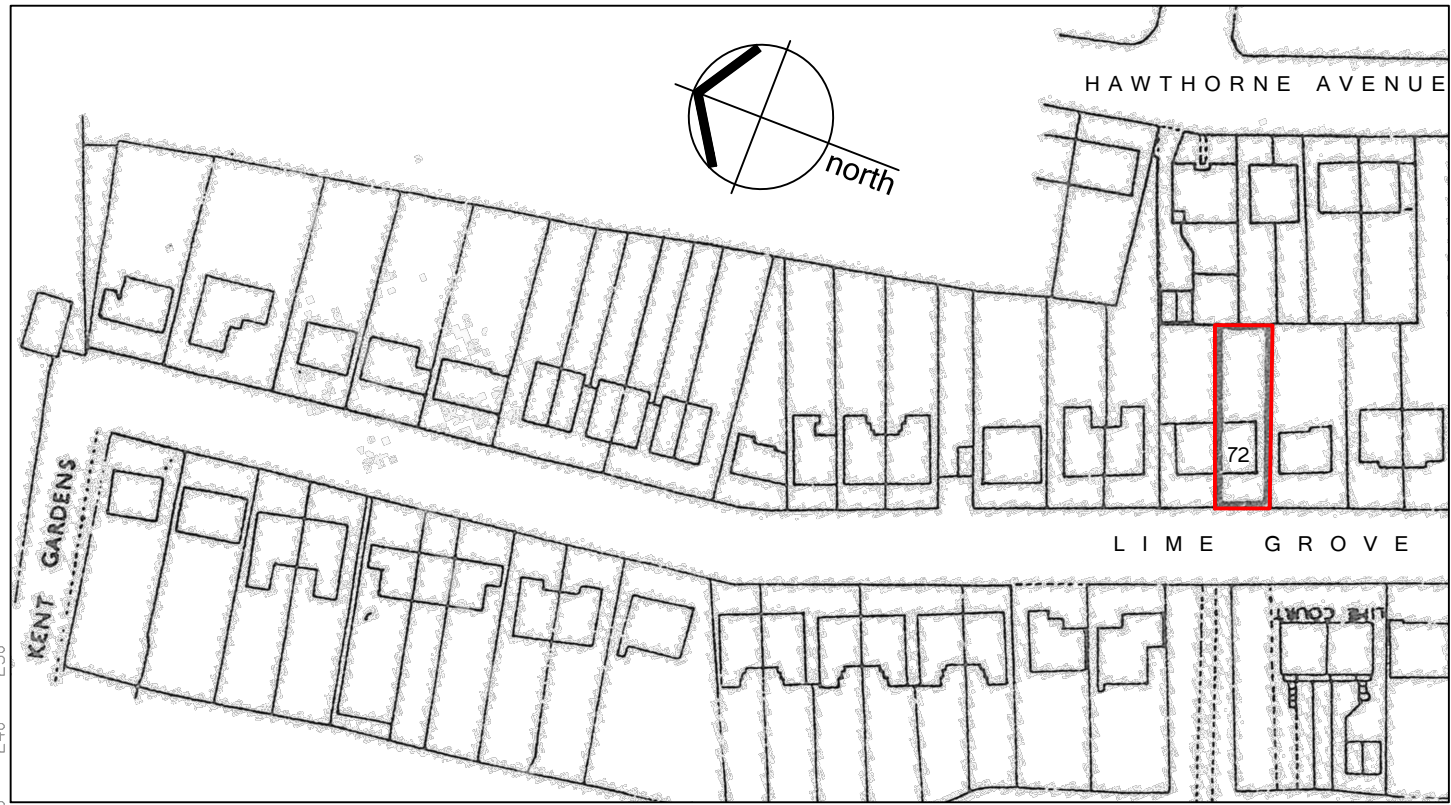 HAWTHORNE AVENUE
north
72
LIME GROVE
KENT GARDENS
LIME COURT